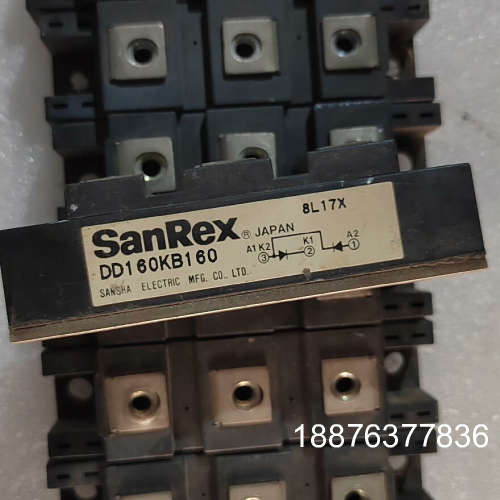 8L17X
SanRex® JAPAN
DD160KB160
SANSHA ELECTRIC MFG. CO., LTD.
A1 K2 K1 A2
3 2 1
18876377836